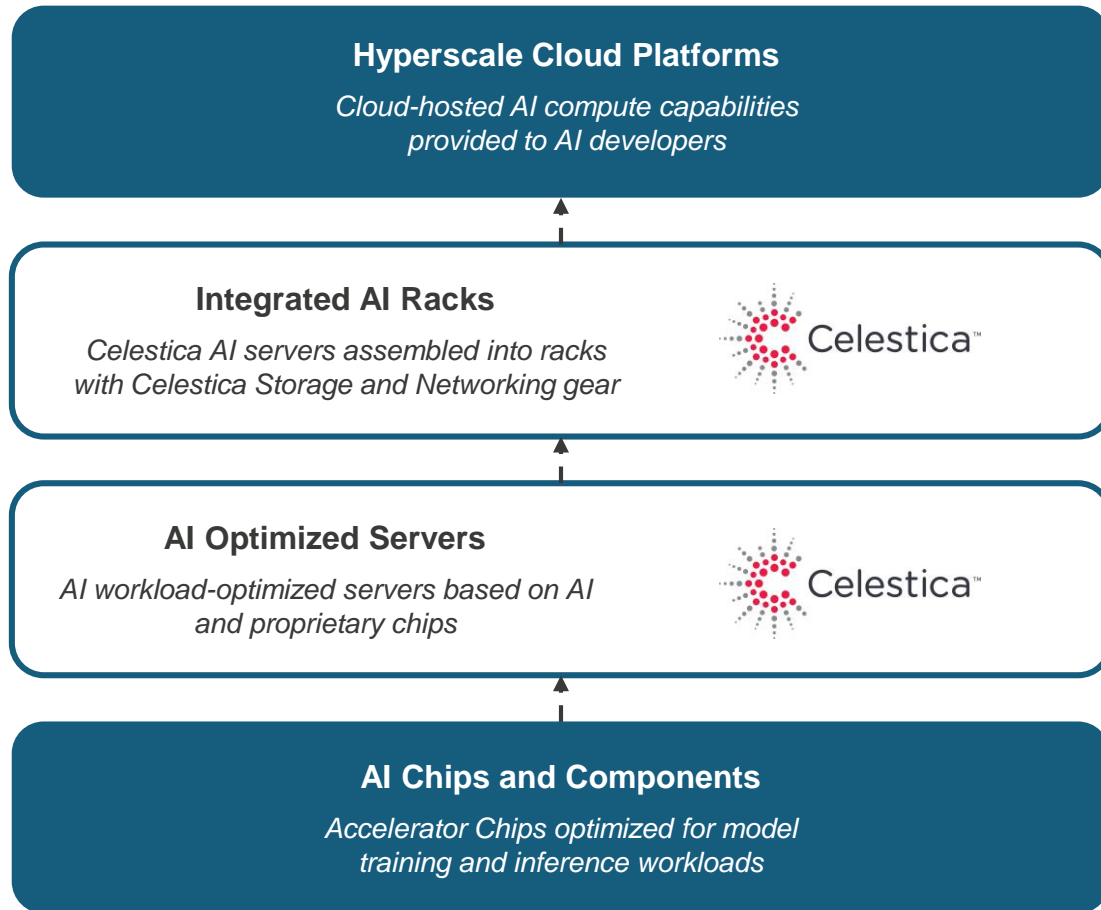 Hyperscale Cloud Platforms
Cloud-hosted AI compute capabilities
provided to AI developers
Integrated AI Racks
Celestica AI servers assembled into racks
with Celestica Storage and Networking gear
Celestica™
AI Optimized Servers
AI workload-optimized servers based on AI
and proprietary chips
Celestica™
AI Chips and Components
Accelerator Chips optimized for model
training and inference workloads